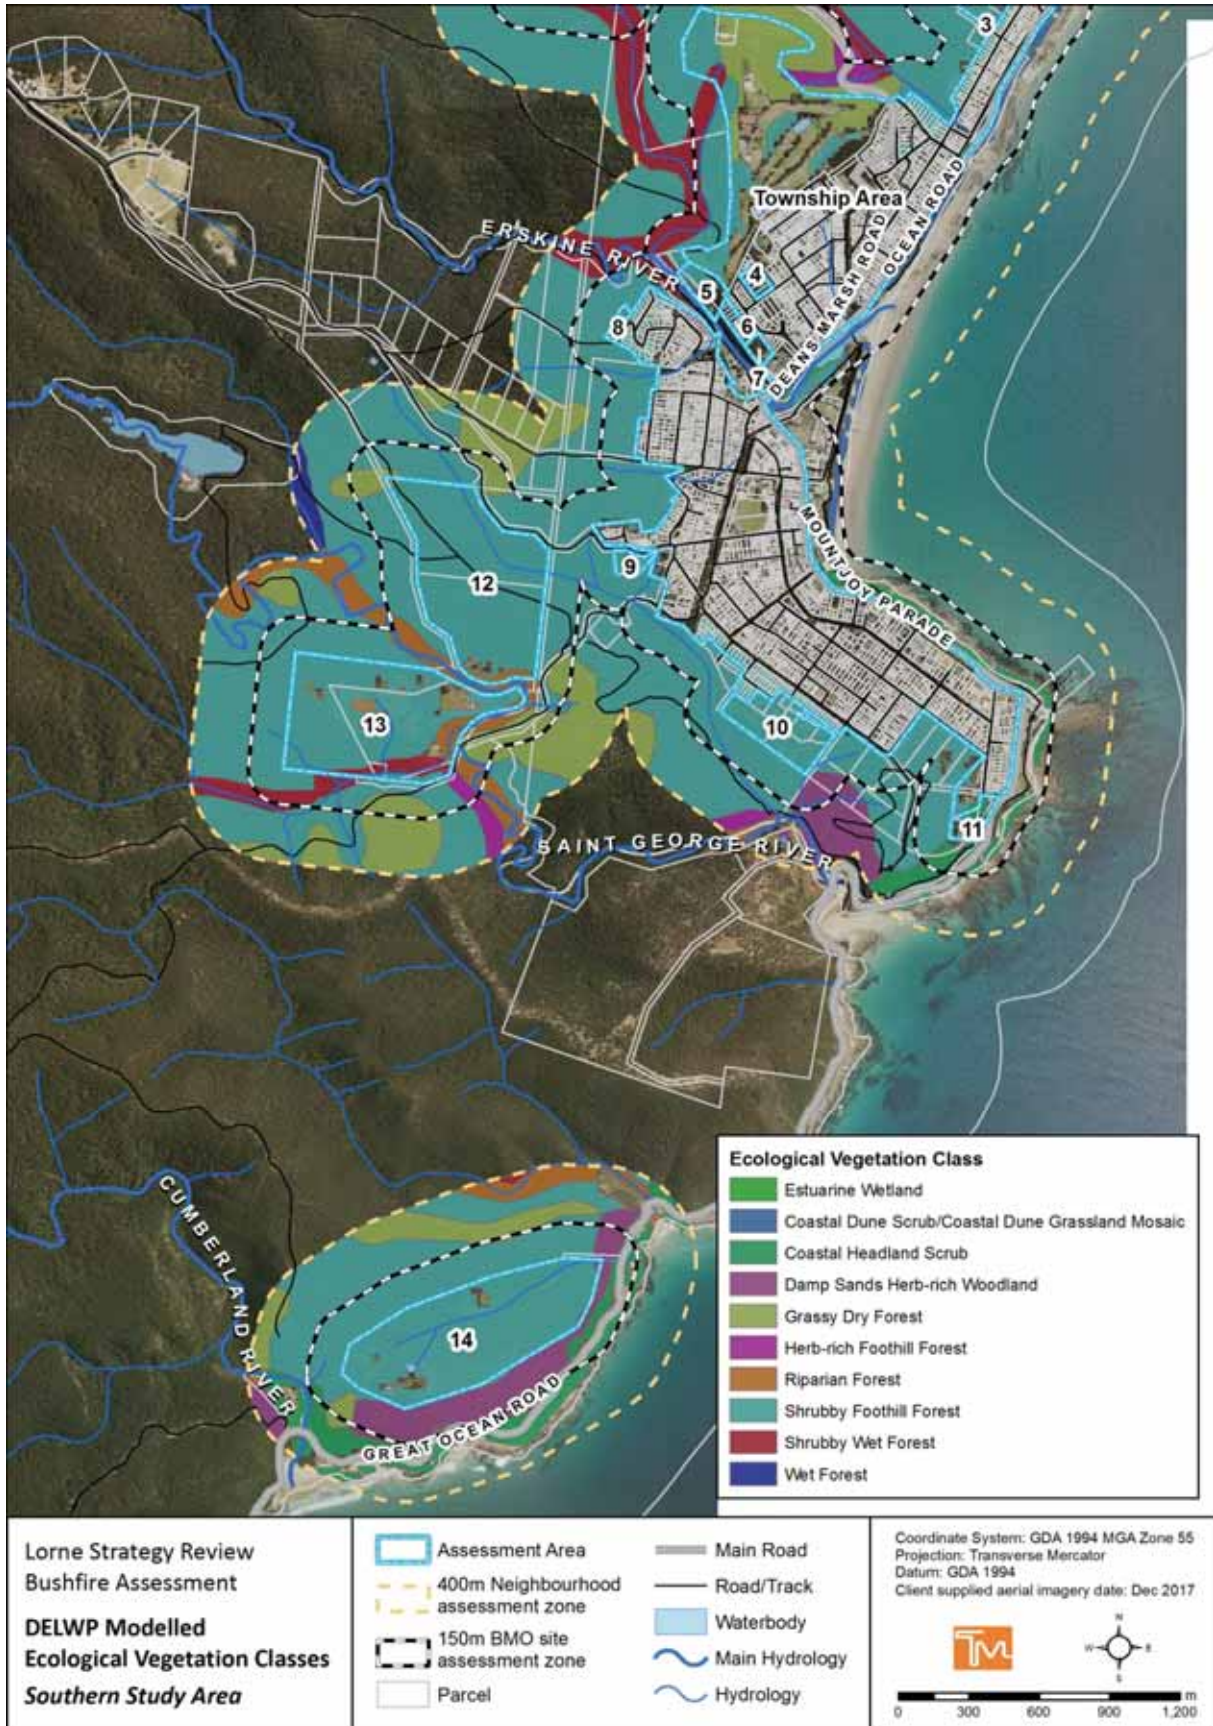 3
Township Area
ERSKINE RIVER
DEANS MARSH ROAD
OCEAN ROAD
4
5
6
7
8
MOUNTJOY PARADE
9
12
10
13
11
SAINT GEORGE RIVER
CUMBERLAND RIVER
14
GREAT OCEAN ROAD
Ecological Vegetation Class
Estuarine Wetland
Coastal Dune Scrub/Coastal Dune Grassland Mosaic
Coastal Headland Scrub
Damp Sands Herb-rich Woodland
Grassy Dry Forest
Herb-rich Foothill Forest
Riparian Forest
Shrubby Foothill Forest
Shrubby Wet Forest
Wet Forest
Lorne Strategy Review
Bushfire Assessment
DELWP Modelled
Ecological Vegetation Classes
Southern Study Area
Assessment Area
400m Neighbourhood
assessment zone
150m BMO site
assessment zone
Parcel
Main Road
Road/Track
Waterbody
Main Hydrology
Hydrology
Coordinate System: GDA 1994 MGA Zone 55
Projection: Transverse Mercator
Datum: GDA 1994
Client supplied aerial imagery date: Dec 2017
TM
N
W E
S
m
0 300 600 900 1,200